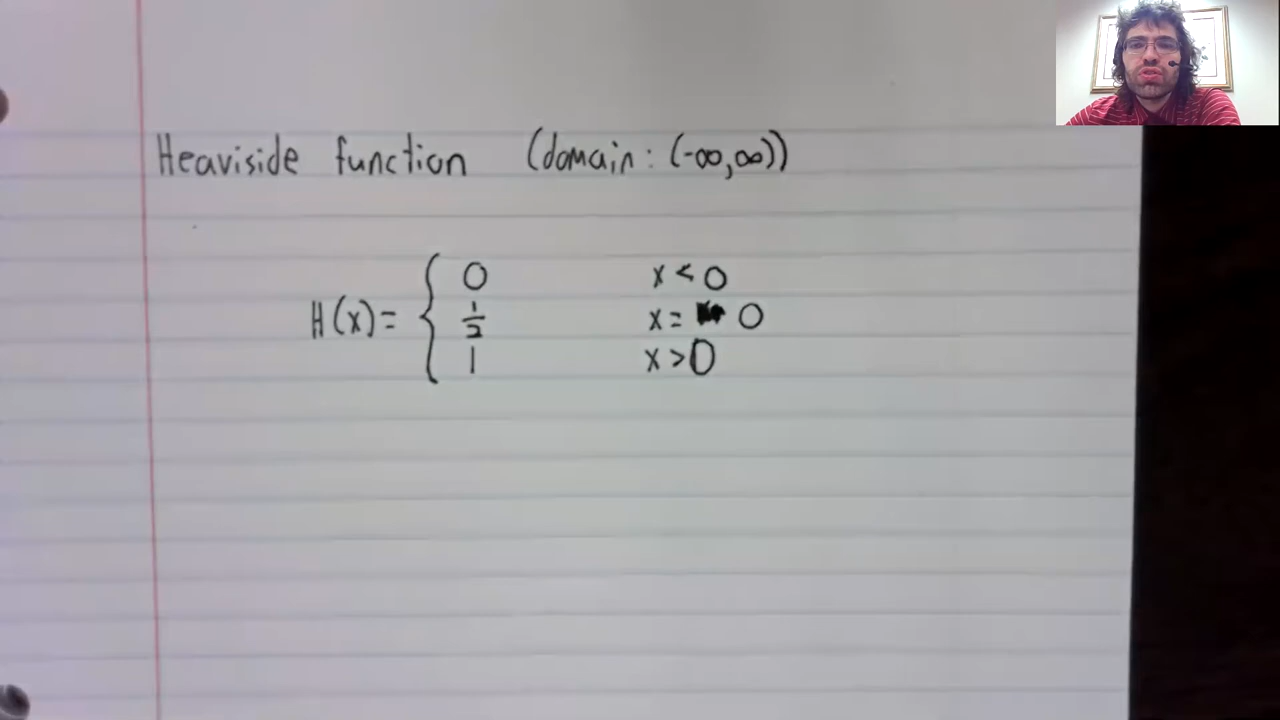 Heaviside function (domain: (-∞,∞))
H(x)= { 0 x < 0
1/2 x = 0
1 x > 0